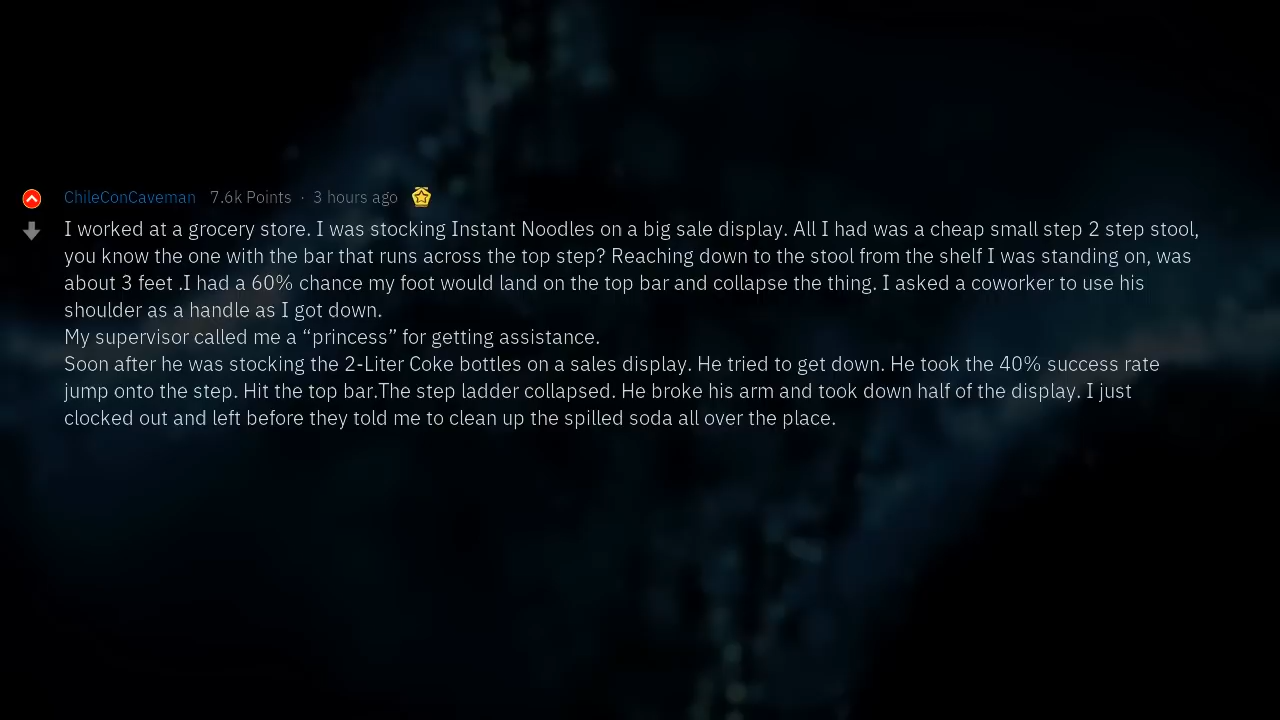 ChileConCaveman 7.6k Points · 3 hours ago
I worked at a grocery store. I was stocking Instant Noodles on a big sale display. All I had was a cheap small step 2 step stool,
you know the one with the bar that runs across the top step? Reaching down to the stool from the shelf I was standing on, was
about 3 feet .I had a 60% chance my foot would land on the top bar and collapse the thing. I asked a coworker to use his
shoulder as a handle as I got down.
My supervisor called me a “princess” for getting assistance.
Soon after he was stocking the 2-Liter Coke bottles on a sales display. He tried to get down. He took the 40% success rate
jump onto the step. Hit the top bar.The step ladder collapsed. He broke his arm and took down half of the display. I just
clocked out and left before they told me to clean up the spilled soda all over the place.